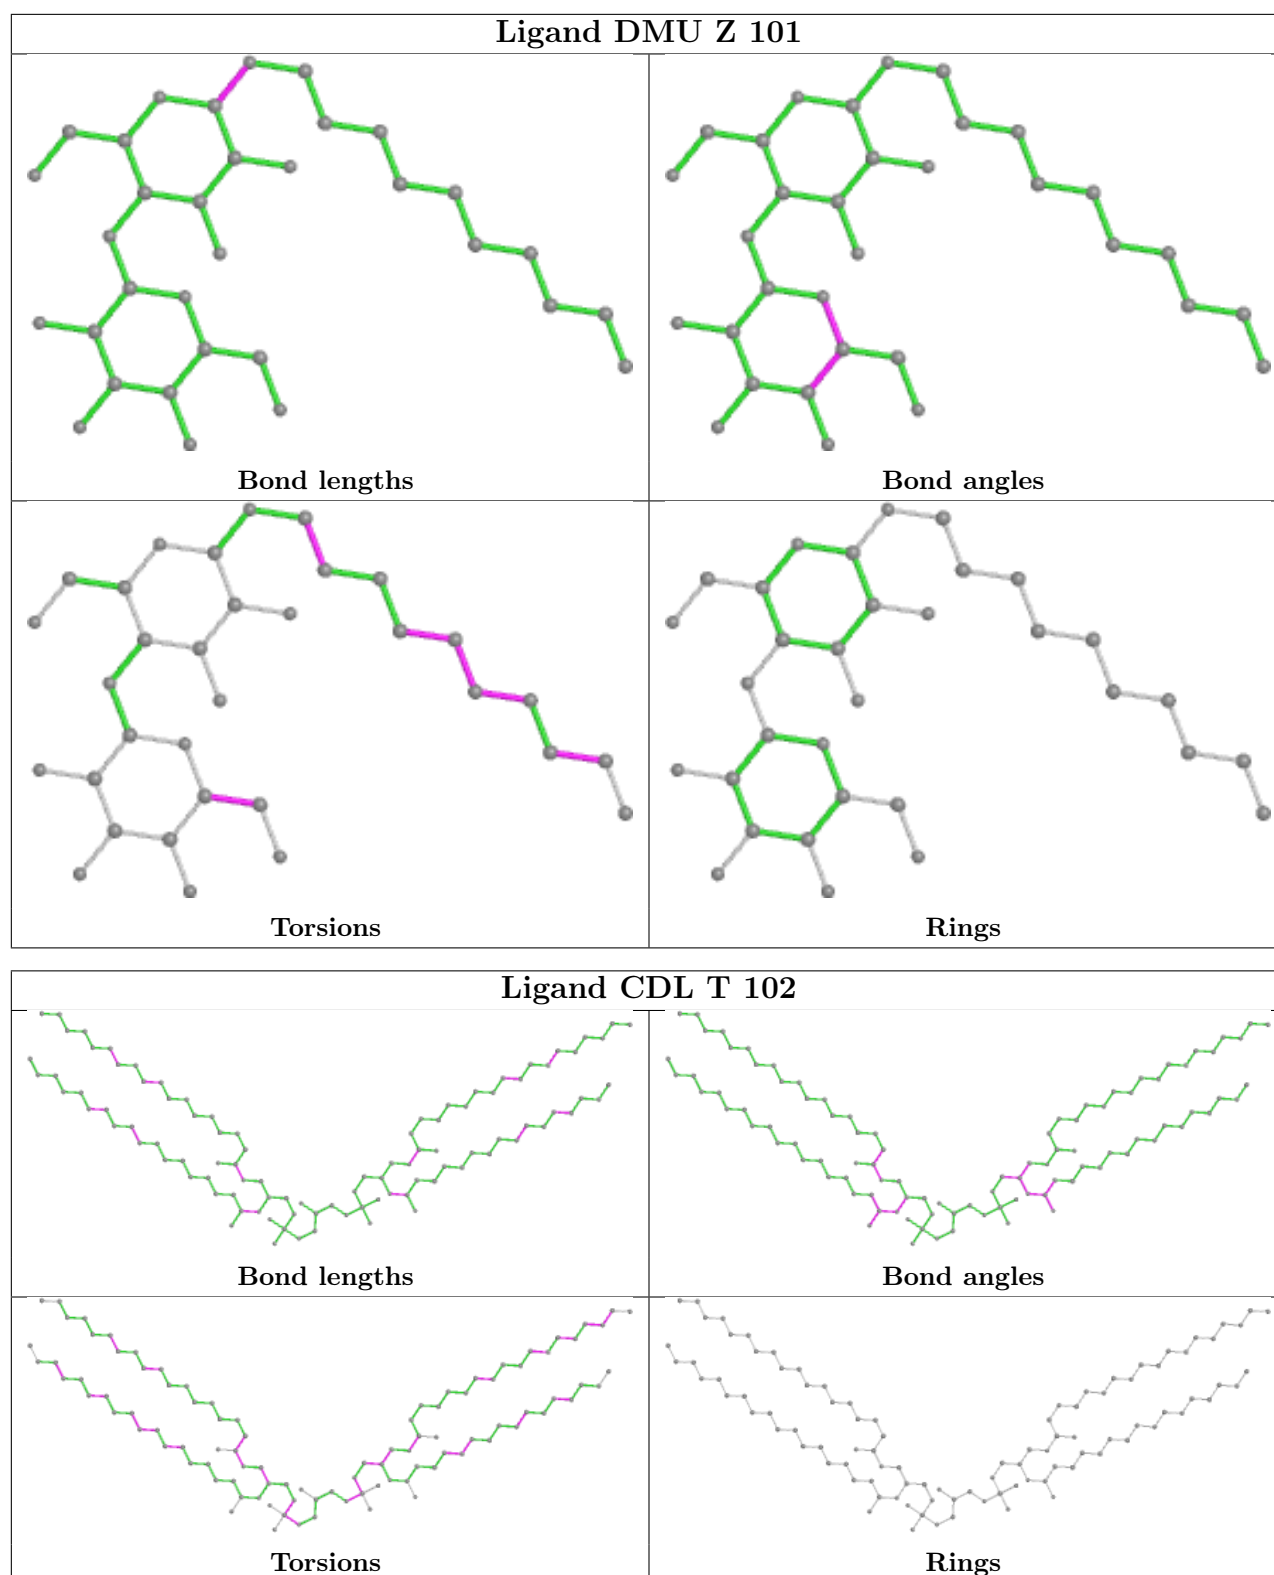 Ligand DMU Z 101
Bond lengths
Bond angles
Torsions
Rings
Ligand CDL T 102
Bond lengths
Bond angles
Torsions
Rings